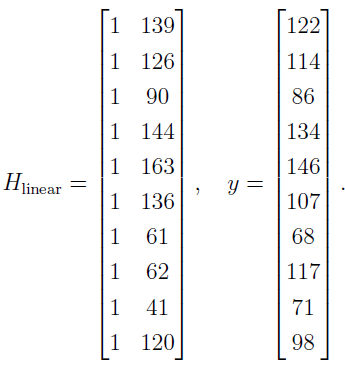 1 139 122
1 126 114
1 90 86
1 144 134
H_linear = 1 163 , y = 146 .
1 136 107
1 61 68
1 62 117
1 41 71
1 120 98